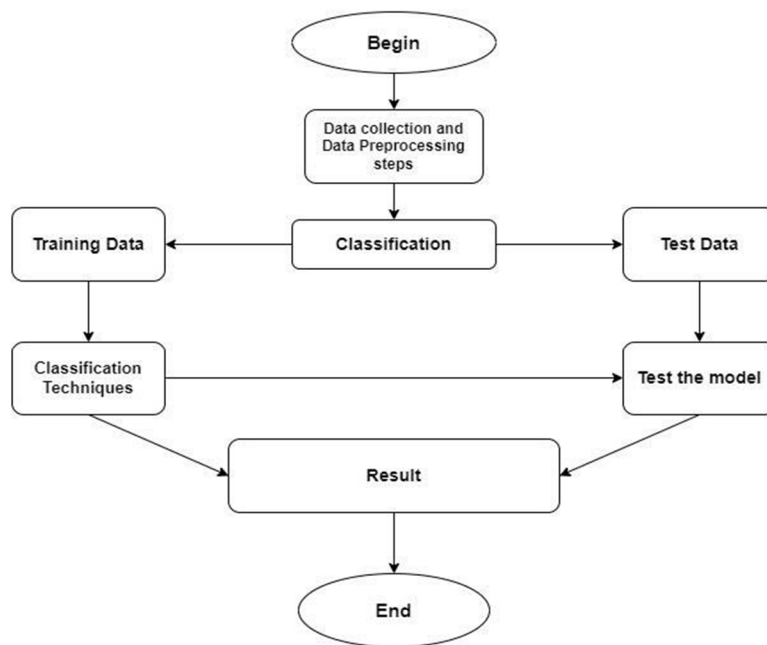 Begin
Data collection and
Data Preprocessing
steps
Training Data
Classification
Test Data
Classification
Techniques
Test the model
Result
End